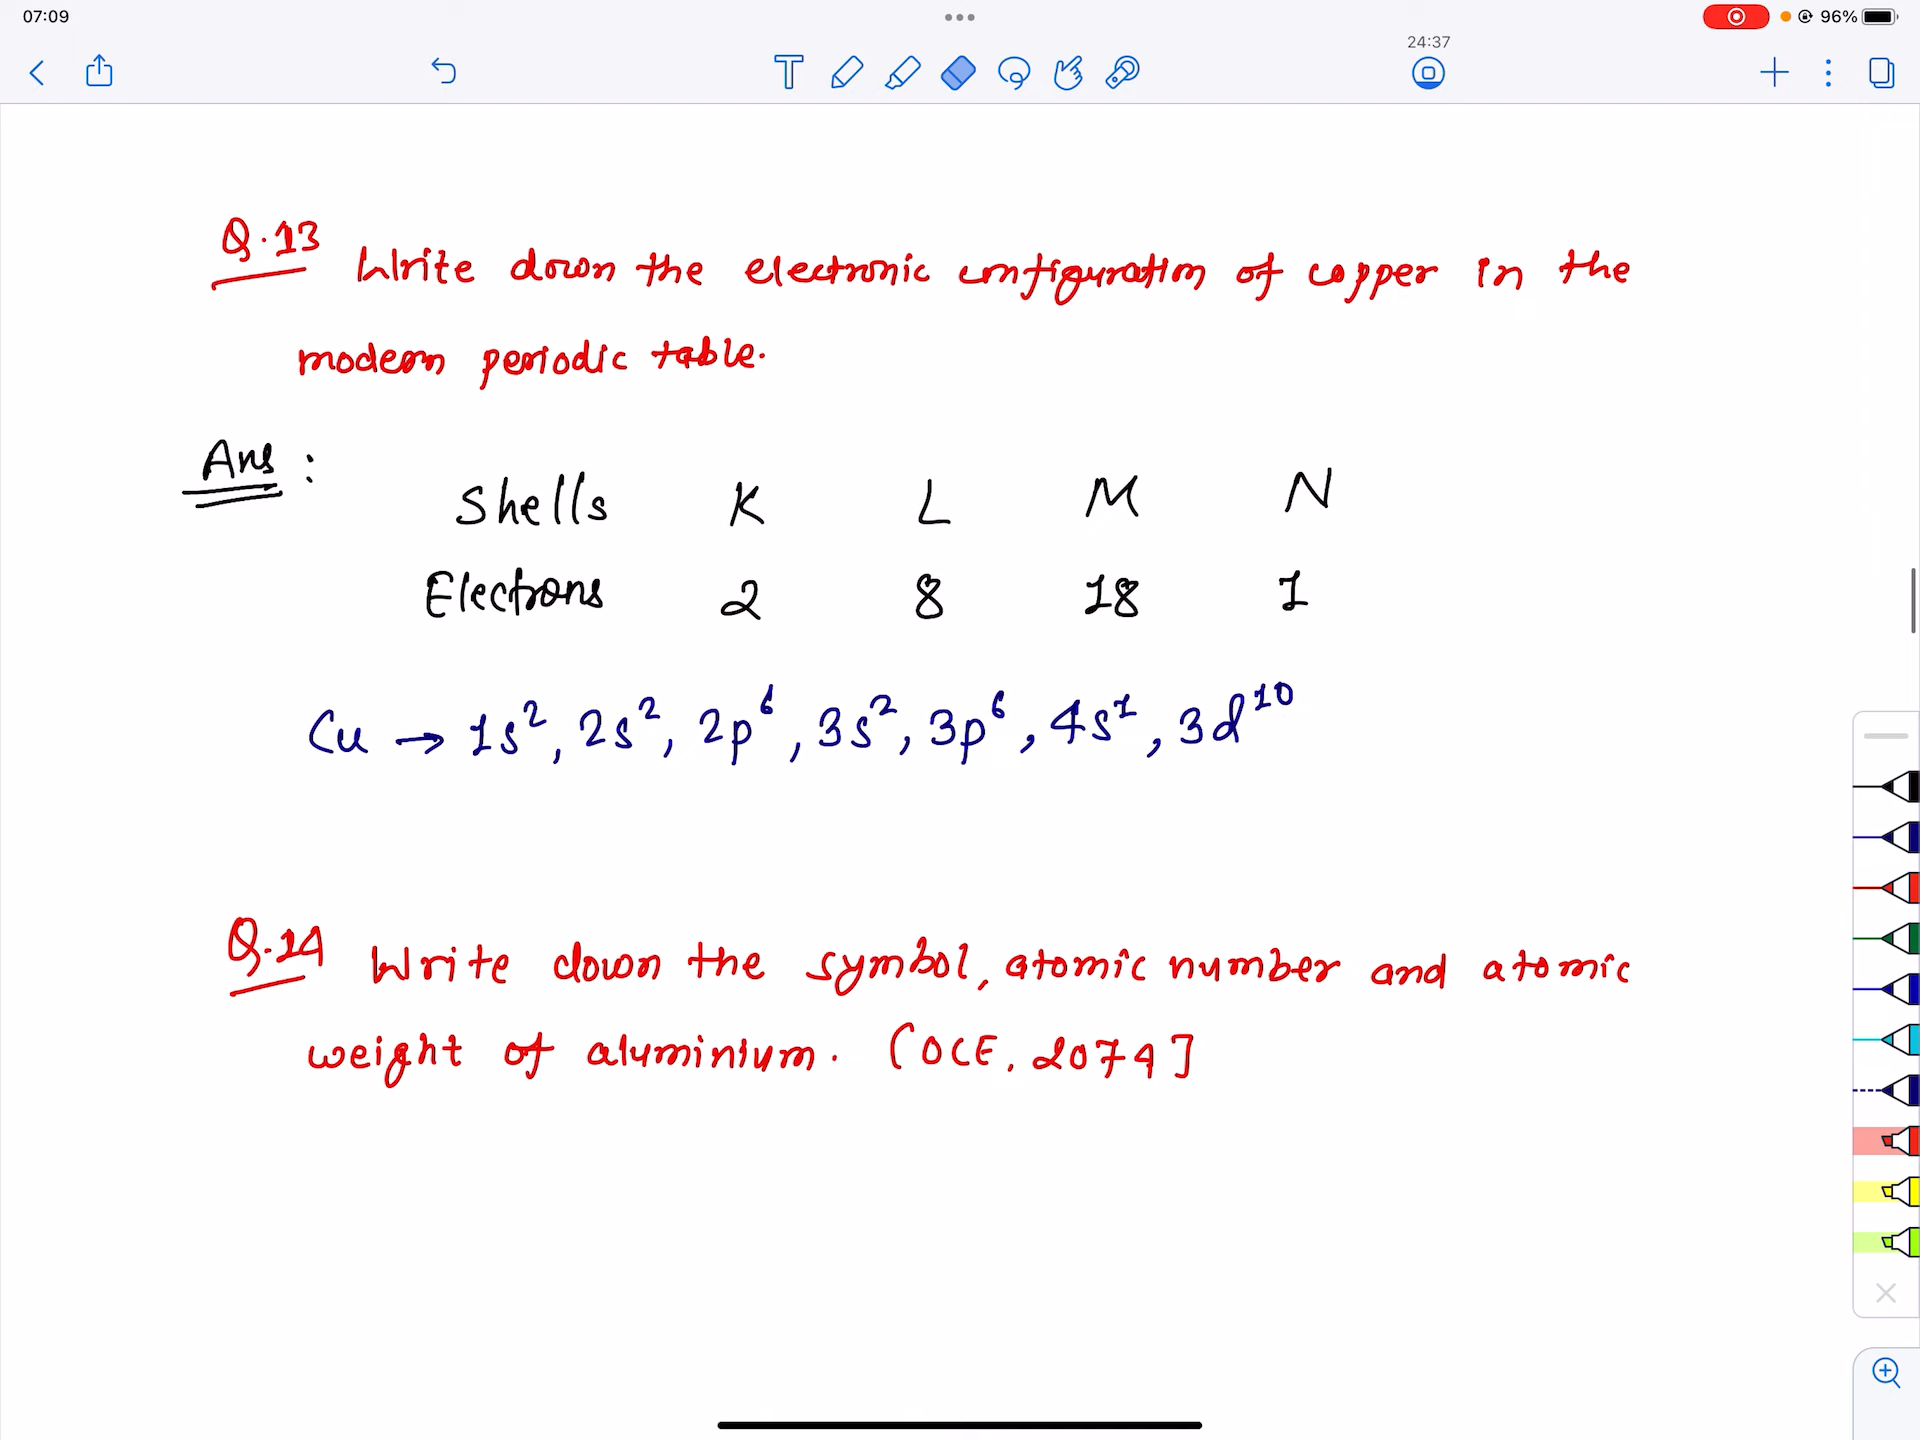 07:09
96%
24:37
Q.13 Write down the electronic configuration of copper in the
modern periodic table.
Ans :
Shells K L M N
Electrons 2 8 18 1
Cu → 1s², 2s², 2p⁶, 3s², 3p⁶, 4s¹, 3d¹⁰
Q.14 Write down the symbol, atomic number and atomic
weight of aluminium. [OCE, 2074]